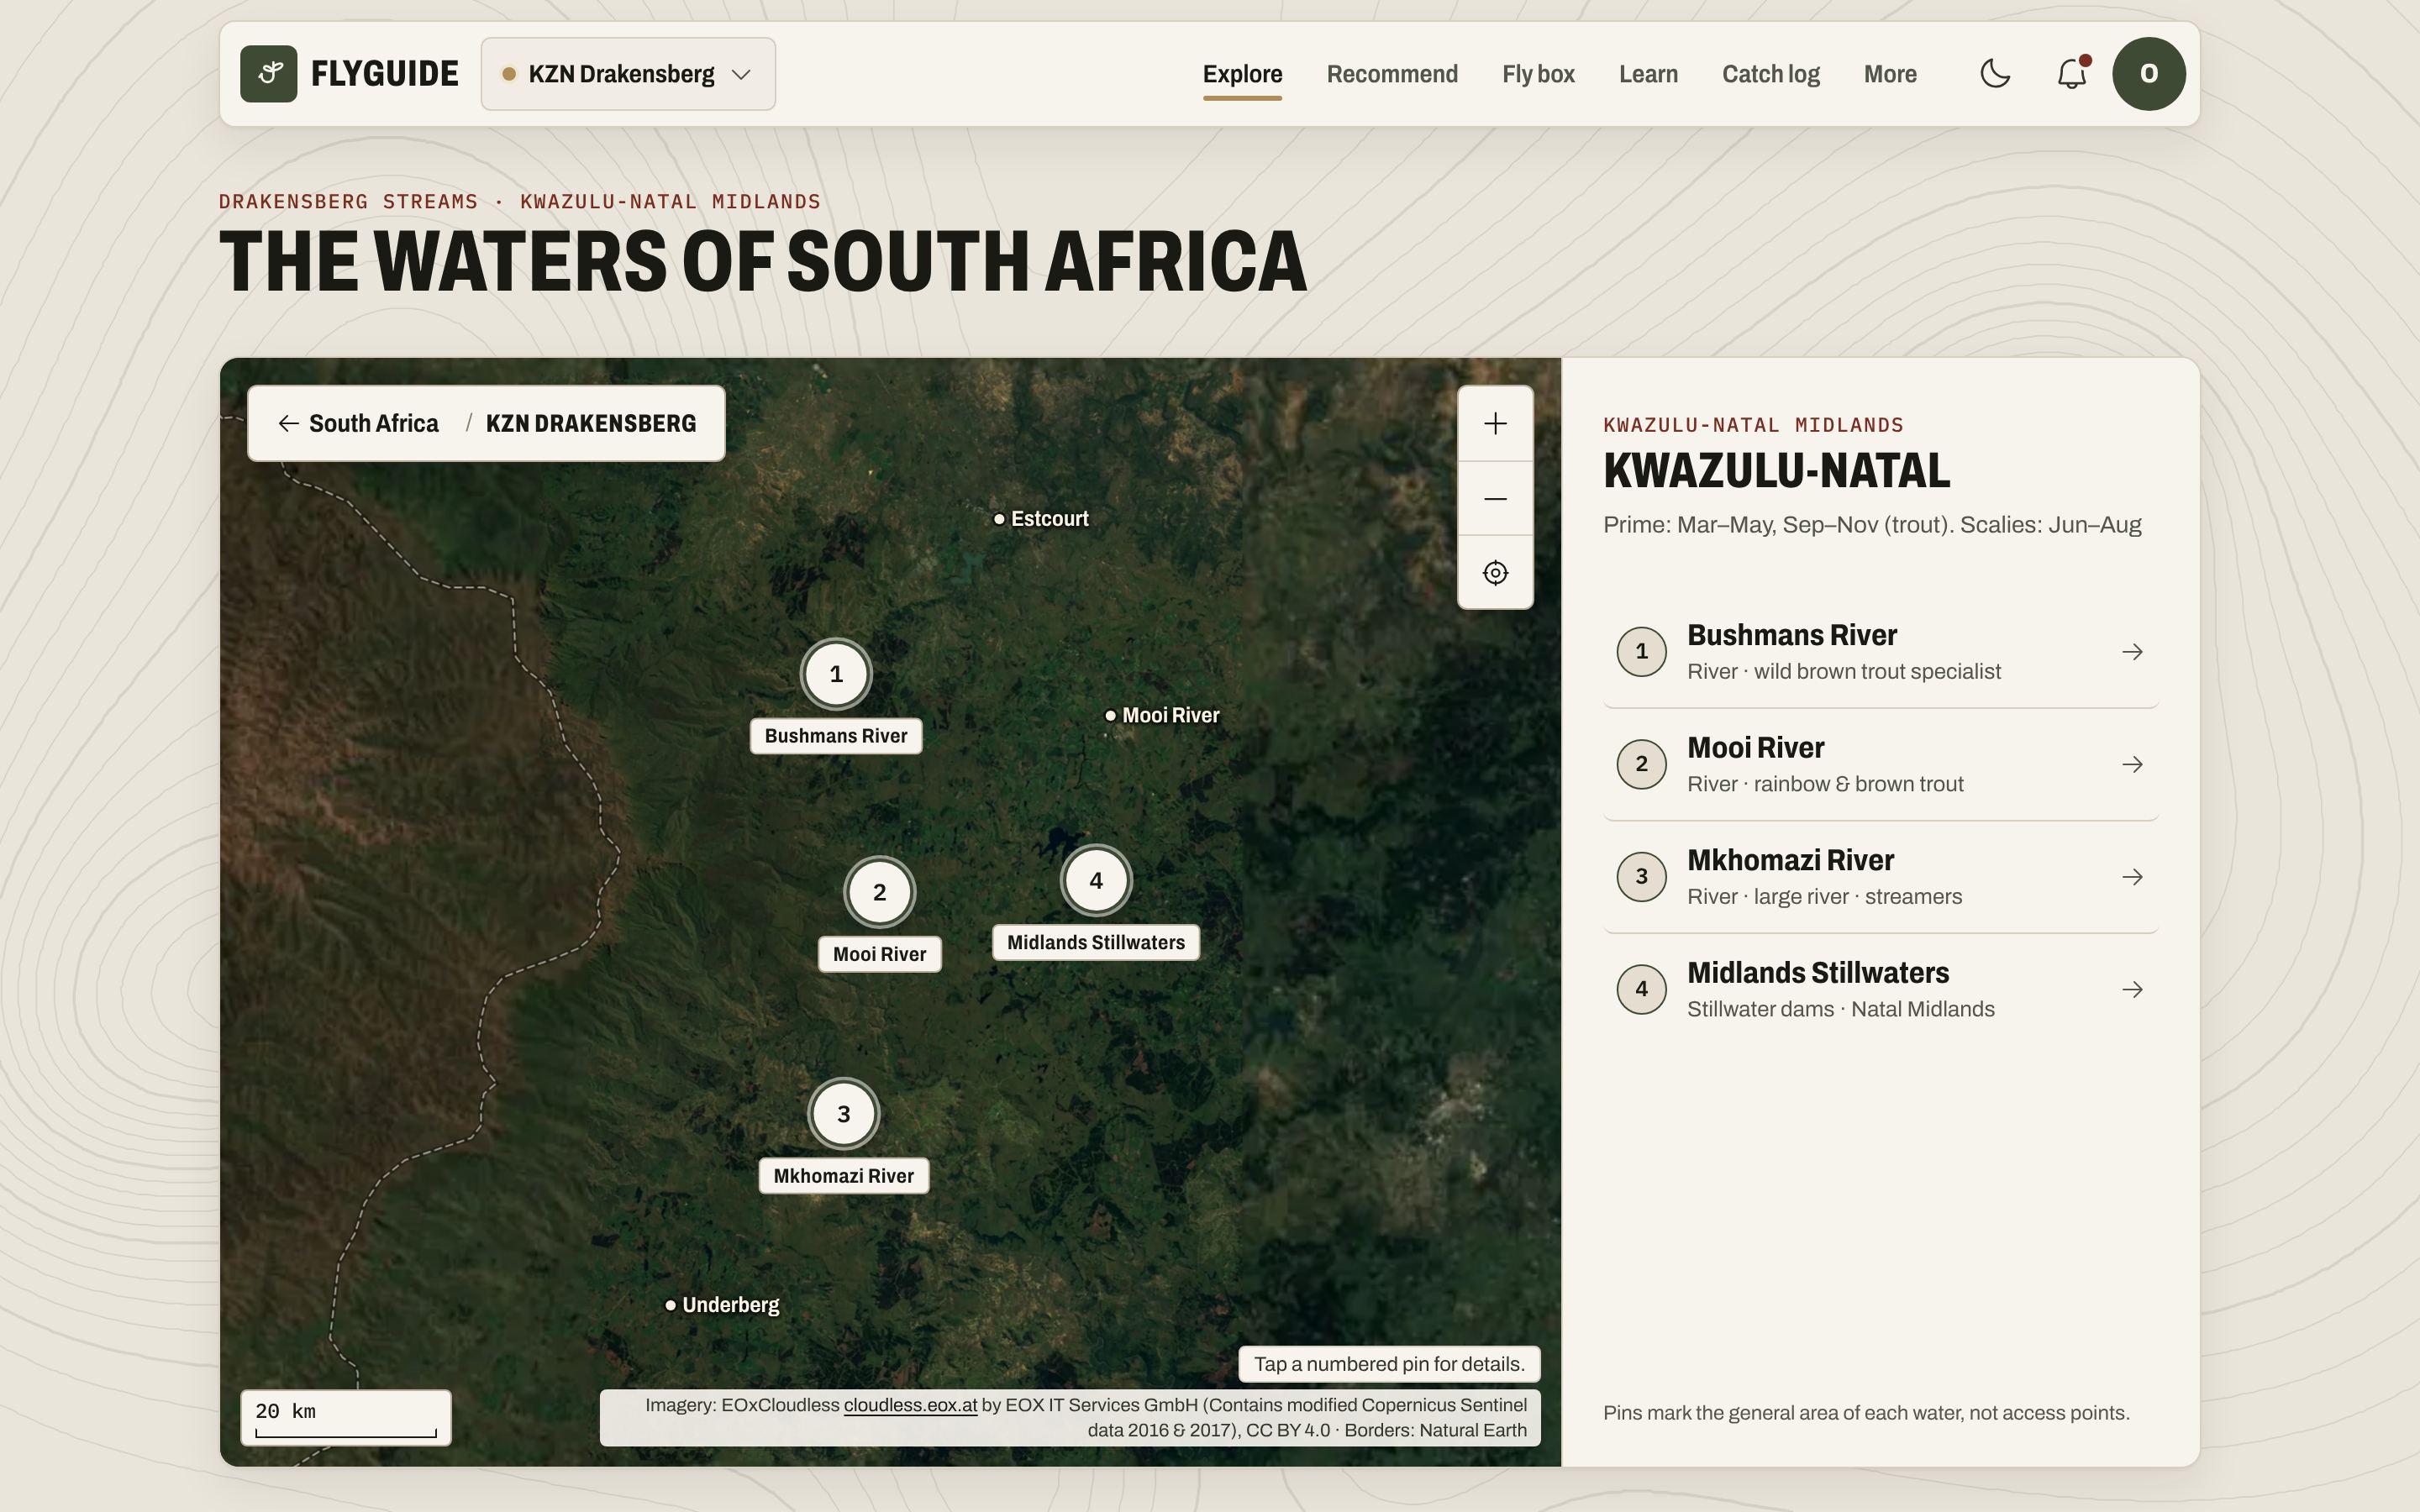 FLYGUIDE
KZN Drakensberg
Explore
Recommend
Fly box
Learn
Catch log
More
O
DRAKENSBERG STREAMS · KWAZULU-NATAL MIDLANDS
THE WATERS OF SOUTH AFRICA
South Africa / KZN DRAKENSBERG
Estcourt
1
Bushmans River
Mooi River
2
Mooi River
4
Midlands Stillwaters
3
Mkhomazi River
Underberg
Tap a numbered pin for details.
20 km
Imagery: EOxCloudless cloudless.eox.at by EOX IT Services GmbH (Contains modified Copernicus Sentinel
data 2016 & 2017), CC BY 4.0 · Borders: Natural Earth
KWAZULU-NATAL MIDLANDS
KWAZULU-NATAL
Prime: Mar–May, Sep–Nov (trout). Scalies: Jun–Aug
1
Bushmans River
River · wild brown trout specialist
2
Mooi River
River · rainbow & brown trout
3
Mkhomazi River
River · large river · streamers
4
Midlands Stillwaters
Stillwater dams · Natal Midlands
Pins mark the general area of each water, not access points.